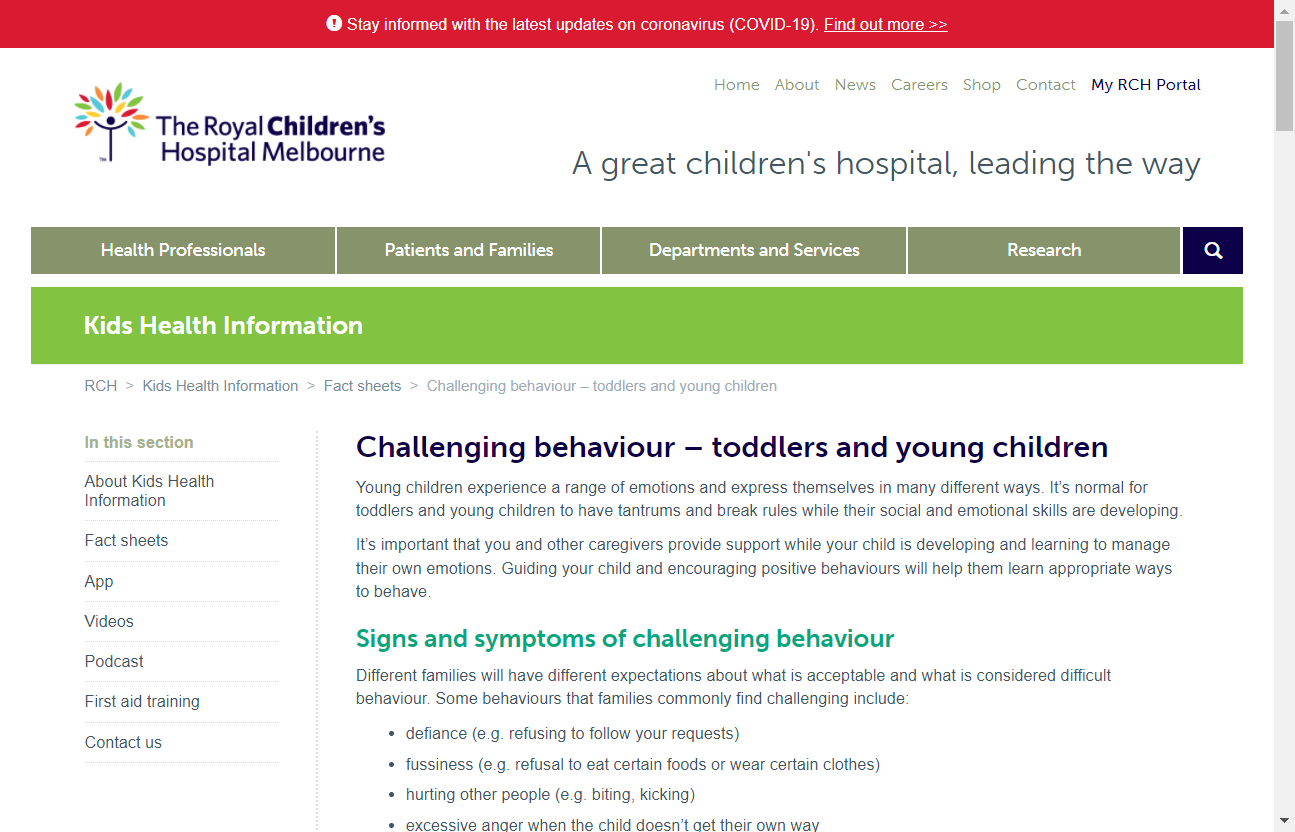 Stay informed with the latest updates on coronavirus (COVID-19). Find out more >>
Home About News Careers Shop Contact My RCH Portal
The Royal Children's
Hospital Melbourne
TM
A great children's hospital, leading the way
Health Professionals Patients and Families Departments and Services Research
Kids Health Information
RCH > Kids Health Information > Fact sheets > Challenging behaviour – toddlers and young children
In this section
About Kids Health
Information
Fact sheets
App
Videos
Podcast
First aid training
Contact us
Challenging behaviour – toddlers and young children
Young children experience a range of emotions and express themselves in many different ways. It’s normal for
toddlers and young children to have tantrums and break rules while their social and emotional skills are developing.
It’s important that you and other caregivers provide support while your child is developing and learning to manage
their own emotions. Guiding your child and encouraging positive behaviours will help them learn appropriate ways
to behave.
Signs and symptoms of challenging behaviour
Different families will have different expectations about what is acceptable and what is considered difficult
behaviour. Some behaviours that families commonly find challenging include:
• defiance (e.g. refusing to follow your requests)
• fussiness (e.g. refusal to eat certain foods or wear certain clothes)
• hurting other people (e.g. biting, kicking)
• excessive anger when the child doesn’t get their own way